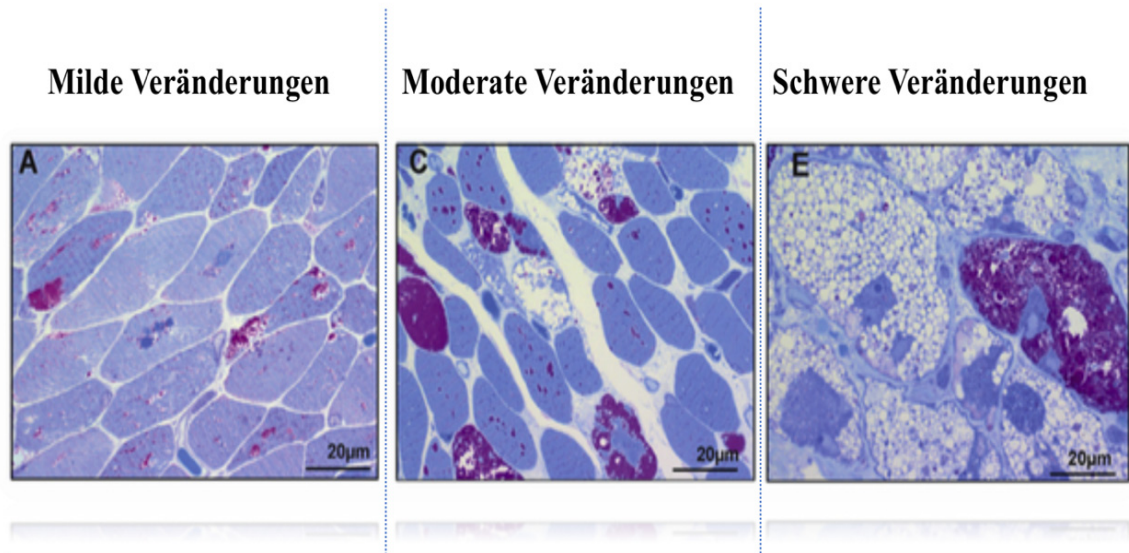 Milde Veränderungen
Moderate Veränderungen
Schwere Veränderungen
A
C
E
20µm
20µm
20µm